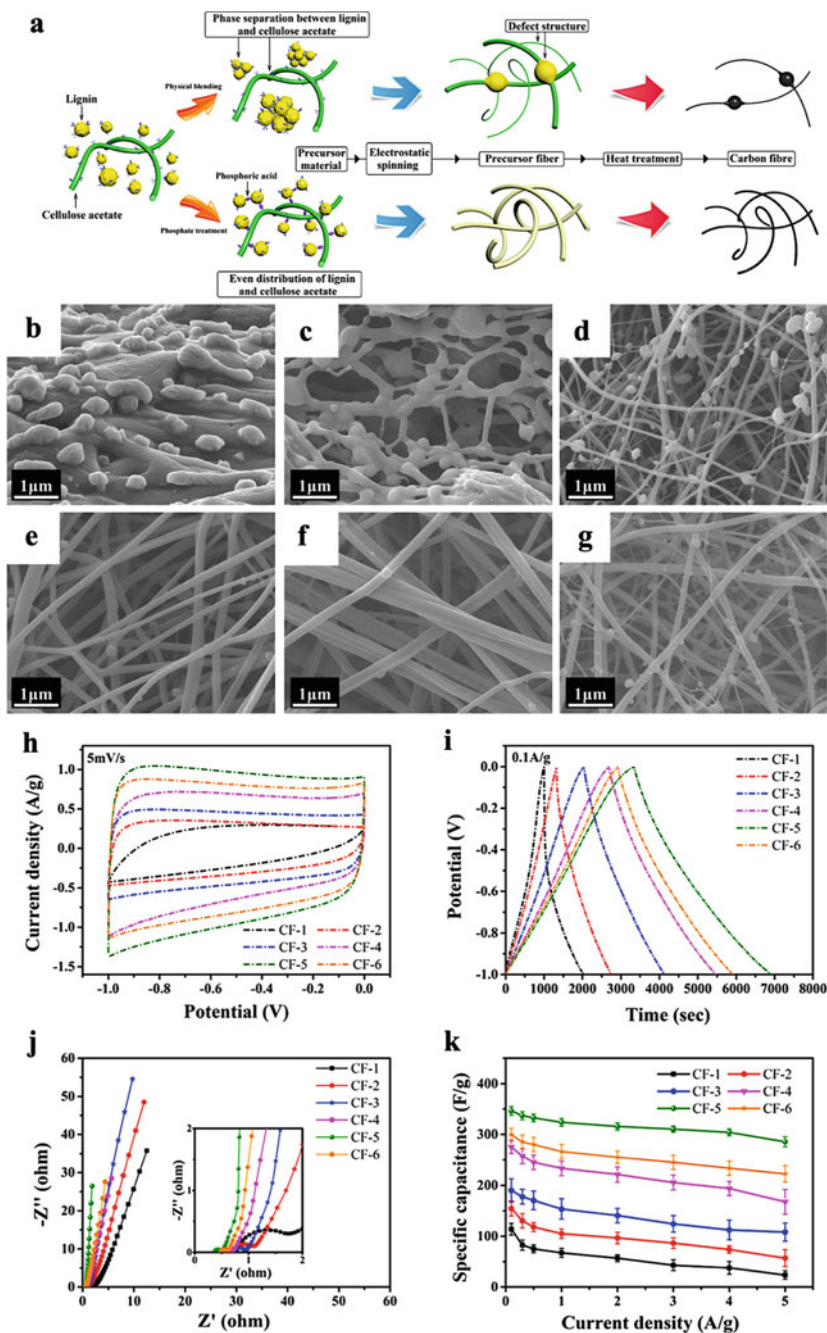 a
Phase separation between lignin
and cellulose acetate
Defect structure
Lignin
Physical blending
Precursor
material
Electrostatic
spinning
Precursor fiber
Heat treatment
Carbon fibre
Phosphoric acid
Cellulose acetate
Phosphate treatment
Even distribution of lignin
and cellulose acetate
b
1μm
c
1μm
d
1μm
e
1μm
f
1μm
g
1μm
h
5mV/s
Current density (A/g)
1.0
0.5
0.0
-0.5
-1.0
-1.5
CF-1 CF-2
CF-3 CF-4
CF-5 CF-6
-1.0 -0.8 -0.6 -0.4 -0.2 0.0
Potential (V)
i
0.1A/g
Potential (V)
0.0
-0.2
-0.4
-0.6
-0.8
-1.0
CF-1
CF-2
CF-3
CF-4
CF-5
CF-6
0 1000 2000 3000 4000 5000 6000 7000 8000
Time (sec)
j
-Z'' (ohm)
60
50
40
30
20
10
0
CF-1
CF-2
CF-3
CF-4
CF-5
CF-6
-Z'' (ohm)
2
1
0
0 1 2
Z' (ohm)
0 10 20 30 40 50 60
Z' (ohm)
k
Specific capacitance (F/g)
400
300
200
100
0
CF-1 CF-2
CF-3 CF-4
CF-5 CF-6
0 1 2 3 4 5
Current density (A/g)